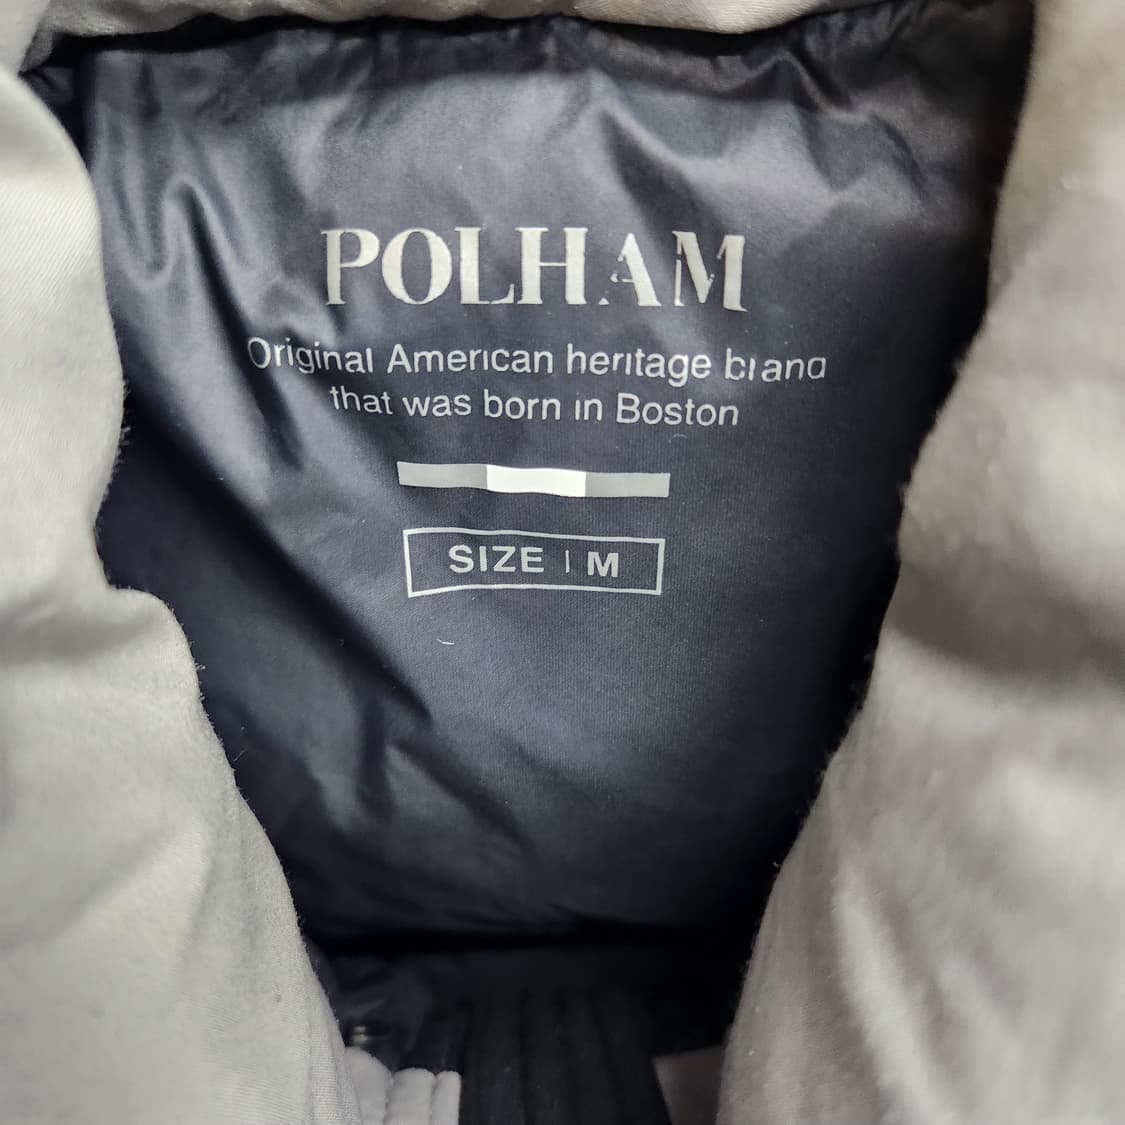 POLHAM
Original American heritage brand
that was born in Boston
SIZE | M